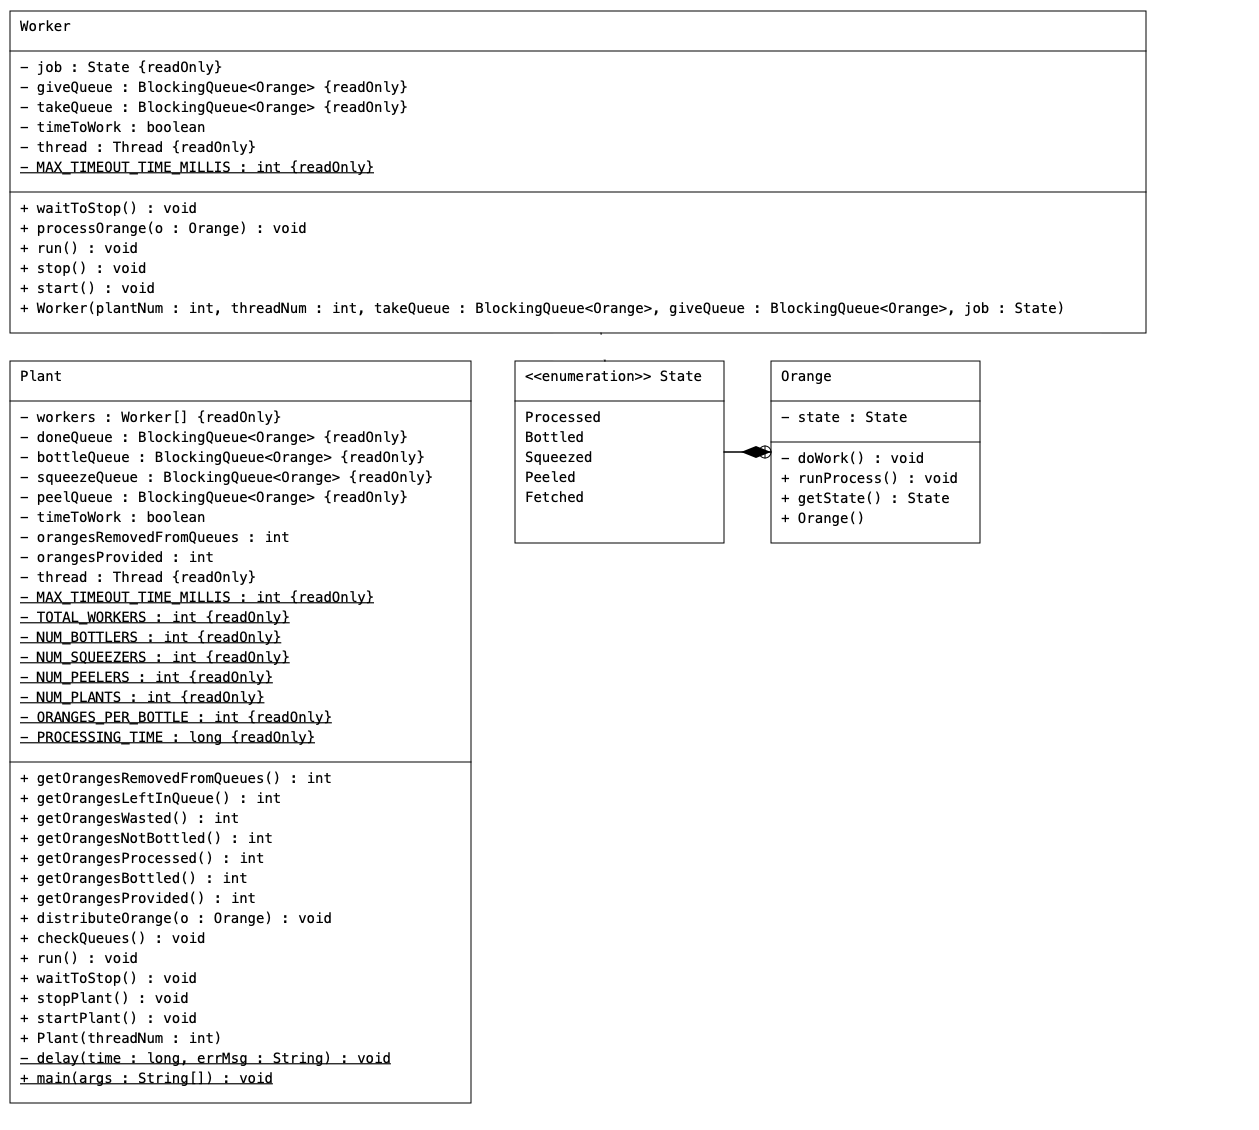 Worker
– job : State {readOnly}
– giveQueue : BlockingQueue<Orange> {readOnly}
– takeQueue : BlockingQueue<Orange> {readOnly}
– timeToWork : boolean
– thread : Thread {readOnly}
– MAX_TIMEOUT_TIME_MILLIS : int {readOnly}
+ waitToStop() : void
+ processOrange(o : Orange) : void
+ run() : void
+ stop() : void
+ start() : void
+ Worker(plantNum : int, threadNum : int, takeQueue : BlockingQueue<Orange>, giveQueue : BlockingQueue<Orange>, job : State)
Plant
– workers : Worker[] {readOnly}
– doneQueue : BlockingQueue<Orange> {readOnly}
– bottleQueue : BlockingQueue<Orange> {readOnly}
– squeezeQueue : BlockingQueue<Orange> {readOnly}
– peelQueue : BlockingQueue<Orange> {readOnly}
– timeToWork : boolean
– orangesRemovedFromQueues : int
– orangesProvided : int
– thread : Thread {readOnly}
– MAX_TIMEOUT_TIME_MILLIS : int {readOnly}
– TOTAL_WORKERS : int {readOnly}
– NUM_BOTTLERS : int {readOnly}
– NUM_SQUEEZERS : int {readOnly}
– NUM_PEELERS : int {readOnly}
– NUM_PLANTS : int {readOnly}
– ORANGES_PER_BOTTLE : int {readOnly}
– PROCESSING_TIME : long {readOnly}
+ getOrangesRemovedFromQueues() : int
+ getOrangesLeftInQueue() : int
+ getOrangesWasted() : int
+ getOrangesNotBottled() : int
+ getOrangesProcessed() : int
+ getOrangesBottled() : int
+ getOrangesProvided() : int
+ distributeOrange(o : Orange) : void
+ checkQueues() : void
+ run() : void
+ waitToStop() : void
+ stopPlant() : void
+ startPlant() : void
+ Plant(threadNum : int)
– delay(time : long, errMsg : String) : void
+ main(args : String[]) : void
<<enumeration>> State
Processed
Bottled
Squeezed
Peeled
Fetched
Orange
– state : State
– doWork() : void
+ runProcess() : void
+ getState() : State
+ Orange()